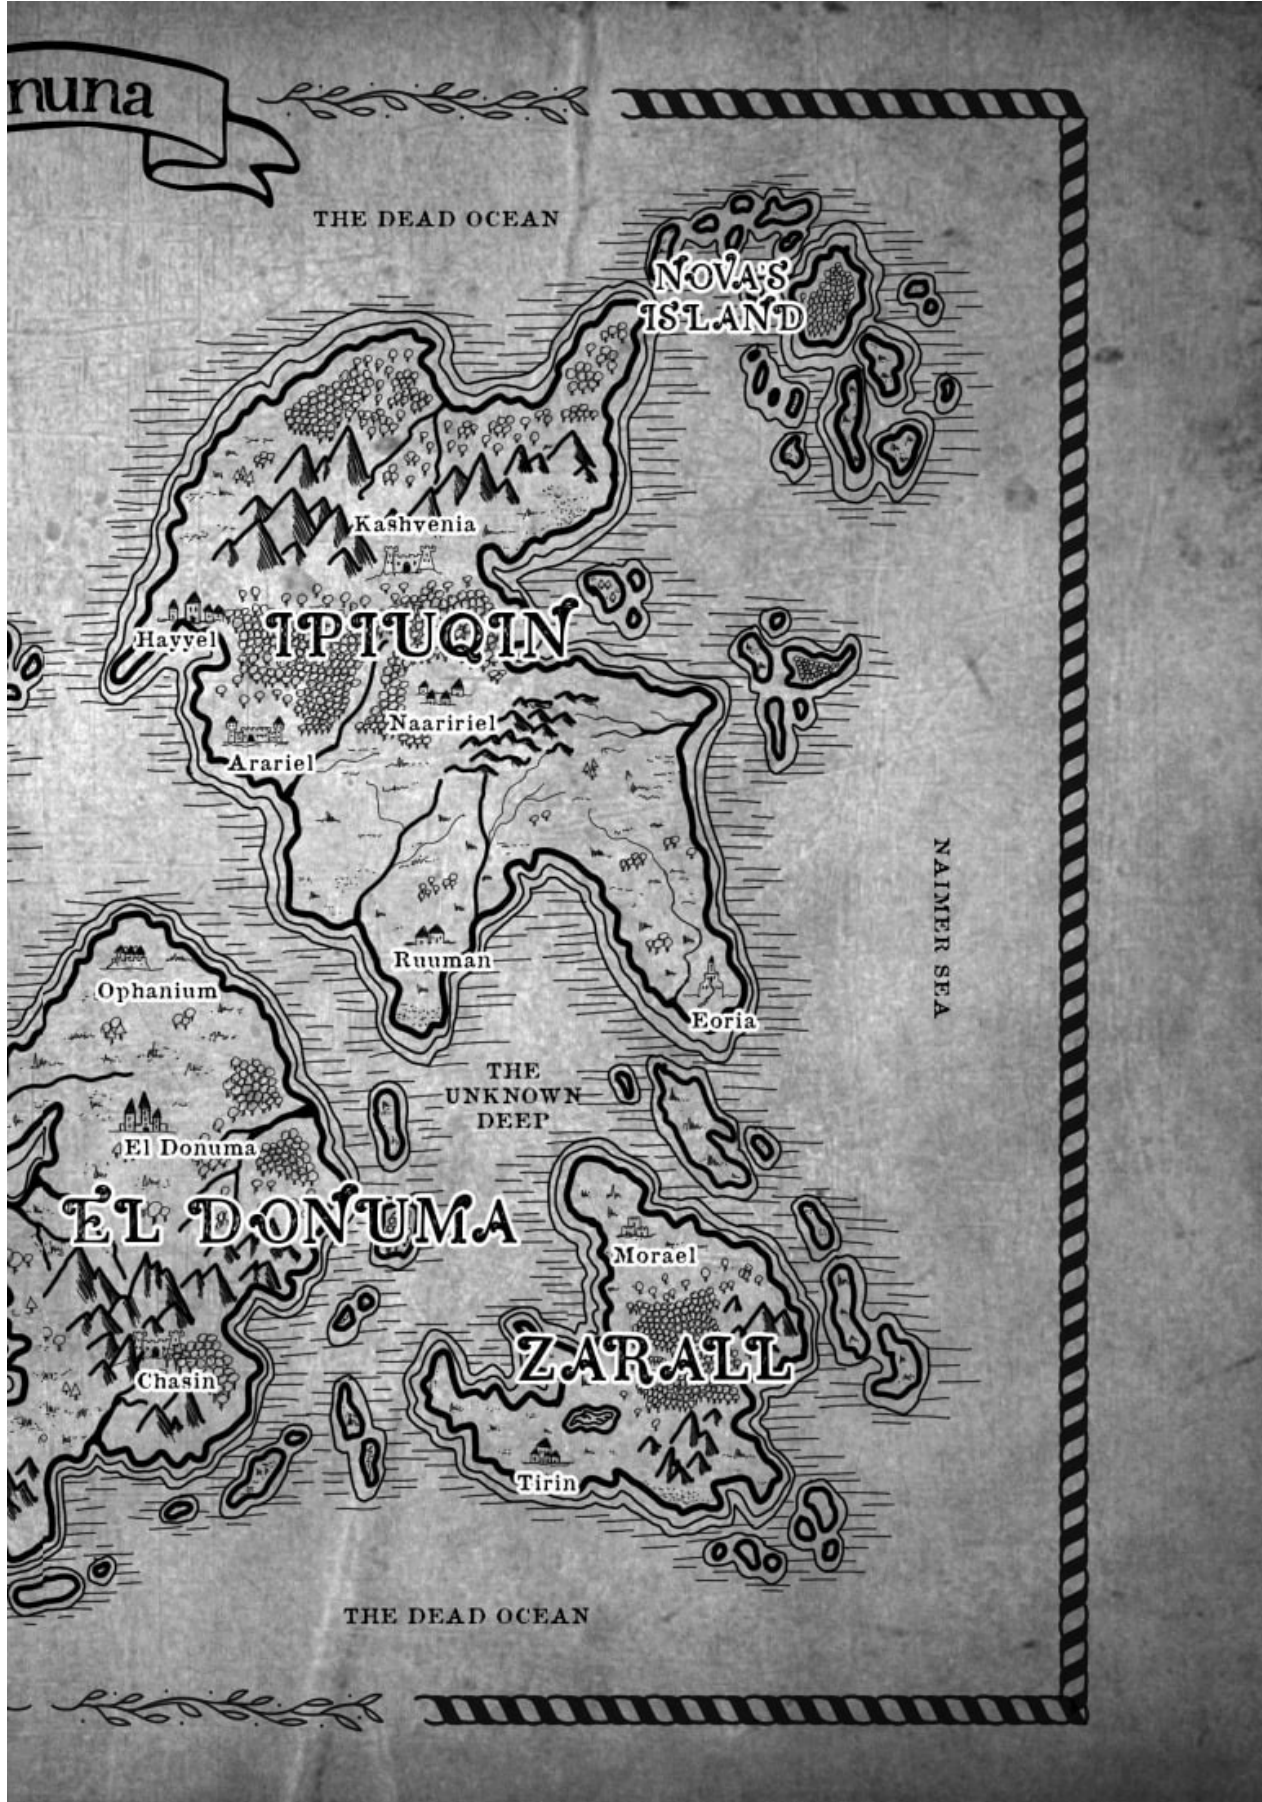 nuna
THE DEAD OCEAN
NOVA'S
ISLAND
Kashvenia
Hayyel
IPIUQIN
Naaririel
Arariel
NAIMER SEA
Ruuman
Ophanium
Eoria
THE
UNKNOWN
DEEP
El Donuma
EL DONUMA
Morael
ZARALL
Chasin
Tirin
THE DEAD OCEAN